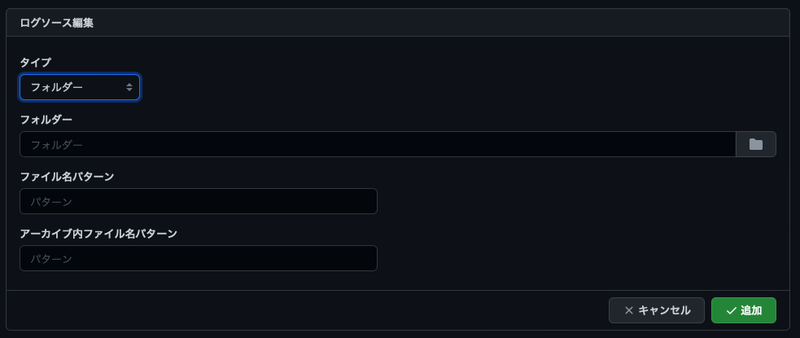 ログソース編集
タイプ
フォルダー
フォルダー
フォルダー
ファイル名パターン
パターン
アーカイブ内ファイル名パターン
パターン
キャンセル 追加